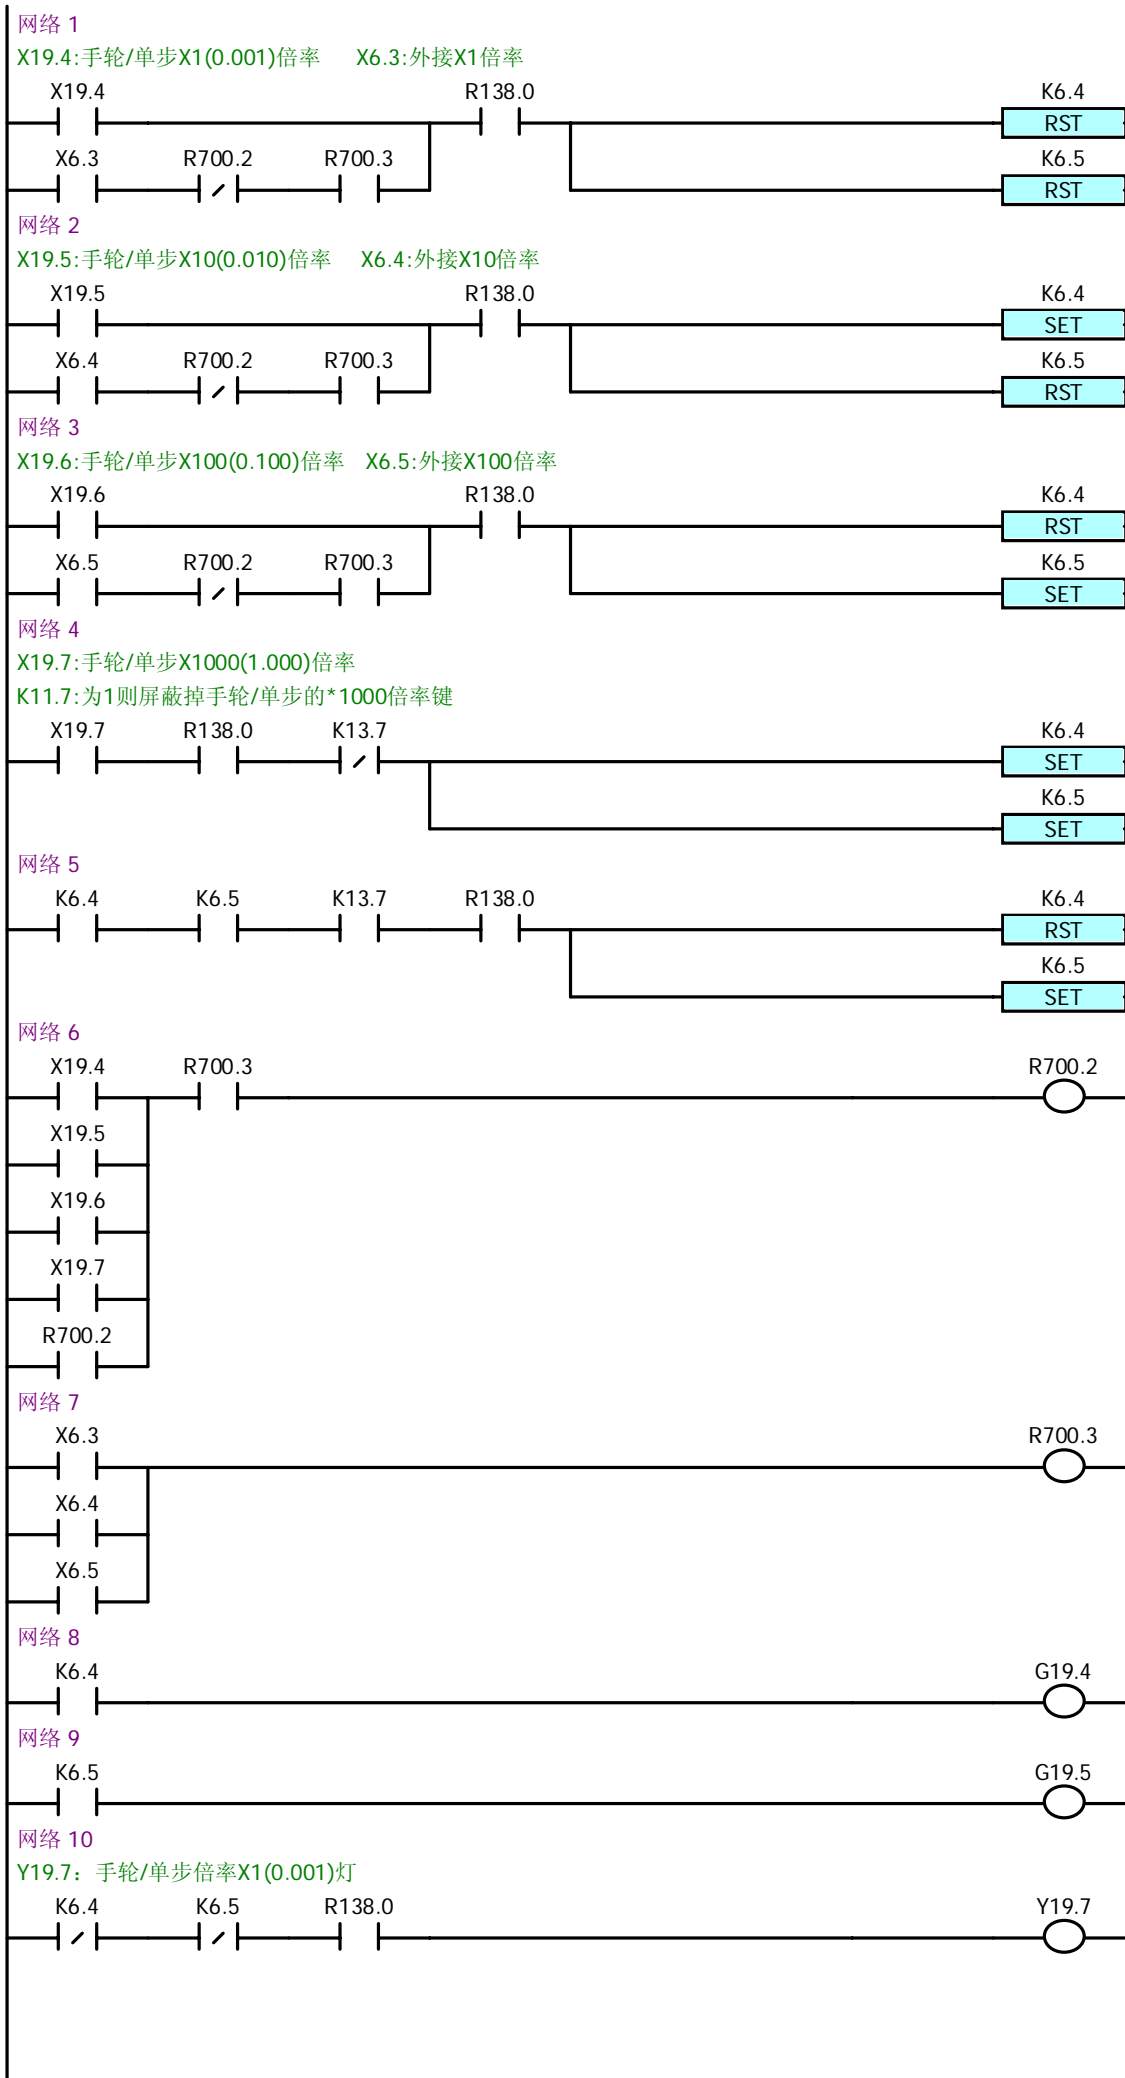 网络 1
X19.4:手轮/单步X1(0.001)倍率 X6.3:外接X1倍率
X19.4 R138.0 K6.4
RST
X6.3 R700.2 R700.3 K6.5
RST
网络 2
X19.5:手轮/单步X10(0.010)倍率 X6.4:外接X10倍率
X19.5 R138.0 K6.4
SET
X6.4 R700.2 R700.3 K6.5
RST
网络 3
X19.6:手轮/单步X100(0.100)倍率 X6.5:外接X100倍率
X19.6 R138.0 K6.4
RST
X6.5 R700.2 R700.3 K6.5
SET
网络 4
X19.7:手轮/单步X1000(1.000)倍率
K11.7:为1则屏蔽掉手轮/单步的*1000倍率键
X19.7 R138.0 K13.7 K6.4
SET
K6.5
SET
网络 5
K6.4 K6.5 K13.7 R138.0 K6.4
RST
K6.5
SET
网络 6
X19.4 R700.3 R700.2
X19.5
X19.6
X19.7
R700.2
网络 7
X6.3 R700.3
X6.4
X6.5
网络 8
K6.4 G19.4
网络 9
K6.5 G19.5
网络 10
Y19.7：手轮/单步倍率X1(0.001)灯
K6.4 K6.5 R138.0 Y19.7